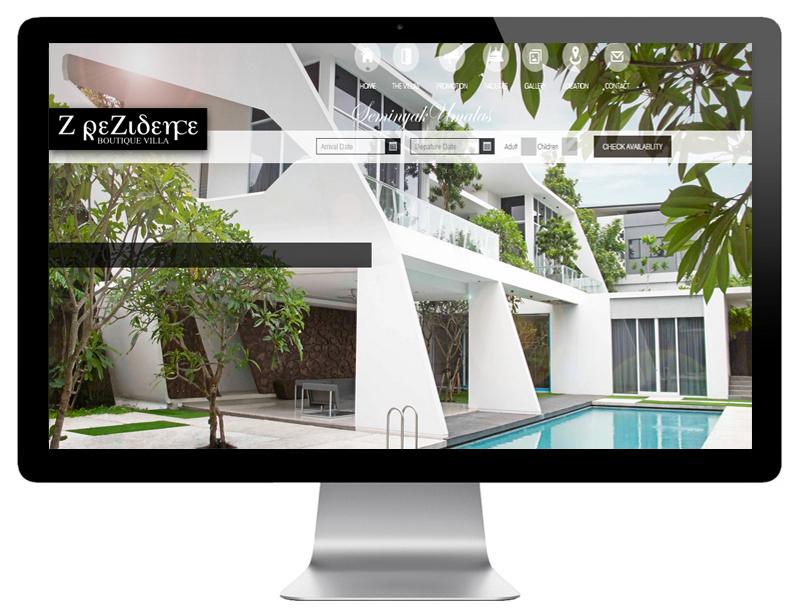 HOME THE VILLA PROMOTION FACILITIES GALLERY LOCATION CONTACT
Seminyak Umalas
Z ReZidence
BOUTIQUE VILLA
Arrival Date Depature Date Adult Children CHECK AVAILABILITY